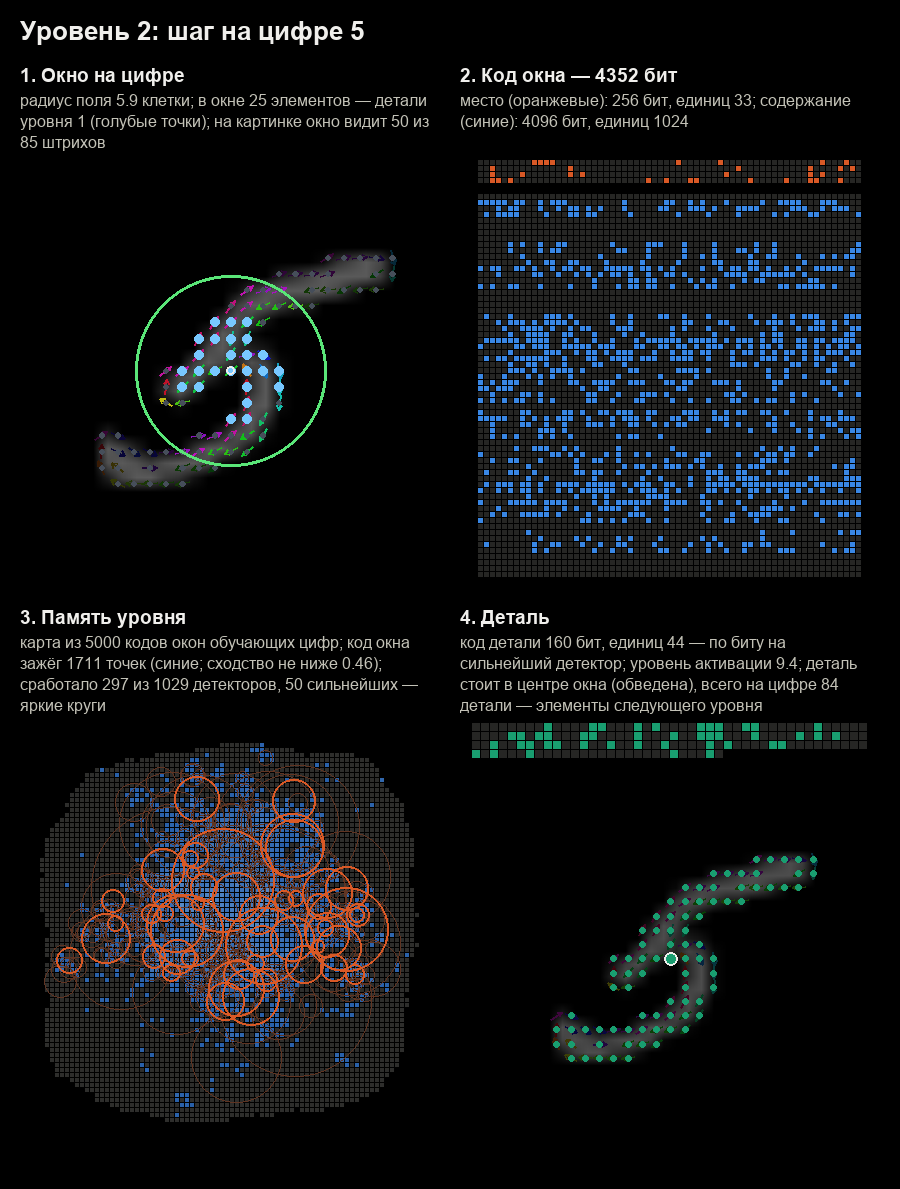 Уровень 2: шаг на цифре 5
1. Окно на цифре
радиус поля 5.9 клетки; в окне 25 элементов — детали
уровня 1 (голубые точки); на картинке окно видит 50 из
85 штрихов
2. Код окна — 4352 бит
место (оранжевые): 256 бит, единиц 33; содержание
(синие): 4096 бит, единиц 1024
3. Память уровня
карта из 5000 кодов окон обучающих цифр; код окна
зажёг 1711 точек (синие; сходство не ниже 0.46);
сработало 297 из 1029 детекторов, 50 сильнейших —
яркие круги
4. Деталь
код детали 160 бит, единиц 44 — по биту на
сильнейший детектор; уровень активации 9.4; деталь
стоит в центре окна (обведена), всего на цифре 84
детали — элементы следующего уровня